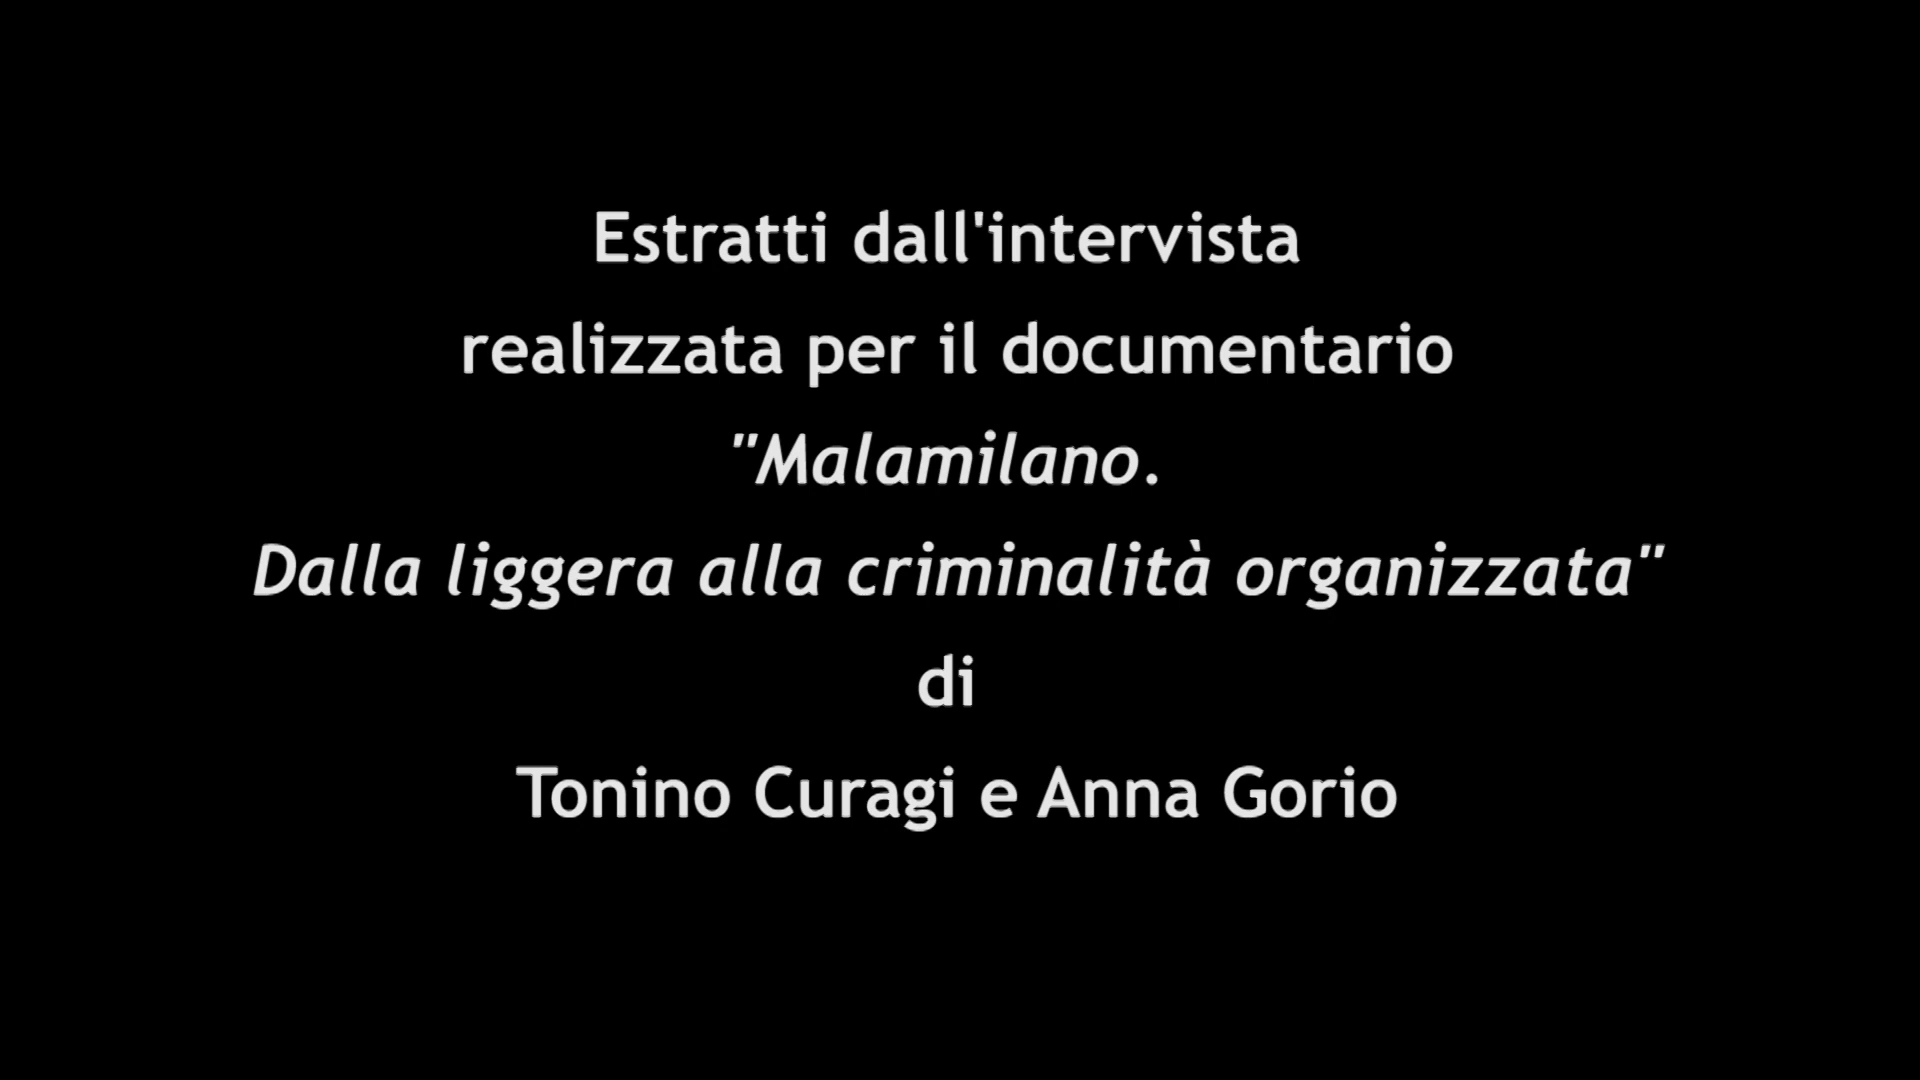 Estratti dall'intervista
realizzata per il documentario
"Malamilano.
Dalla liggera alla criminalità organizzata"
di
Tonino Curagi e Anna Gorio